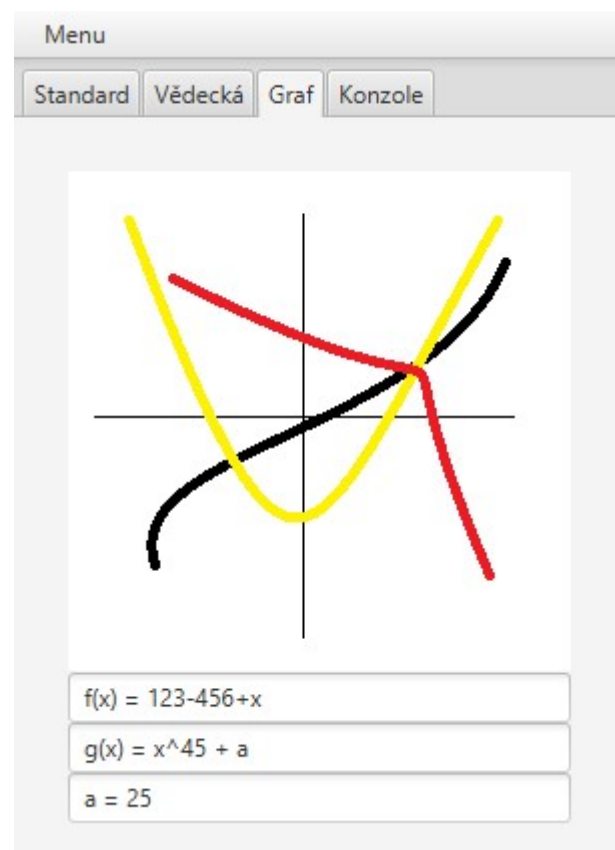 Menu
Standard Vědecká Graf Konzole
f(x) = 123-456+x
g(x) = x^45 + a
a = 25